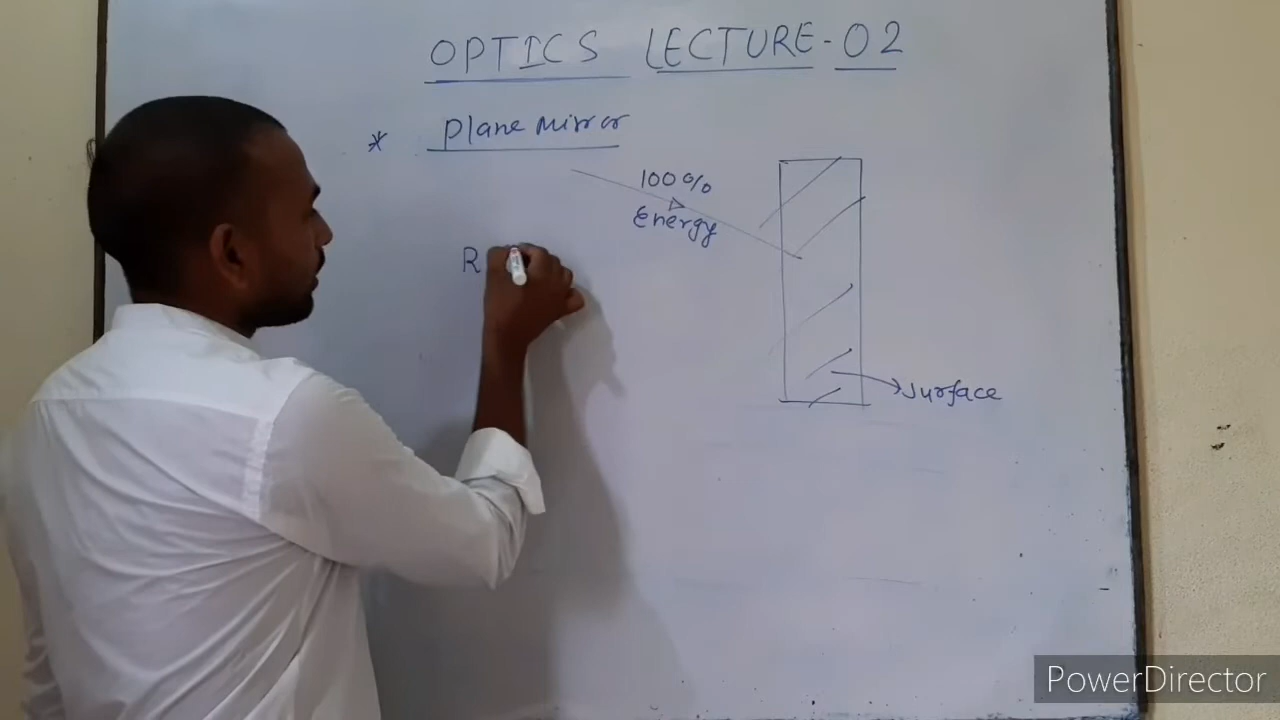 OPTICS LECTURE-02
* Plane Mirror
100%
Energy
R
Surface
PowerDirector